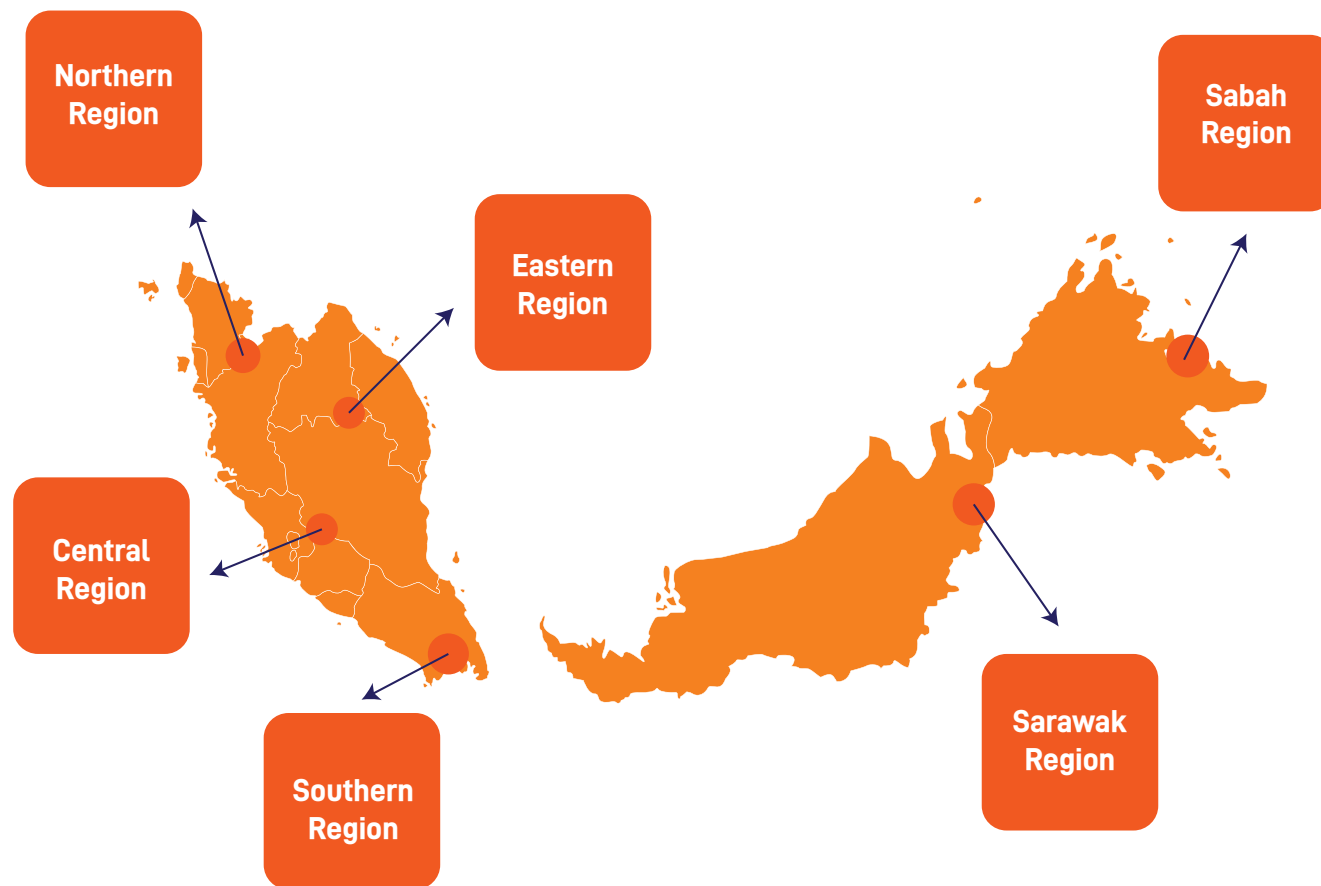 Northern
Region
Sabah
Region
Eastern
Region
Central
Region
Sarawak
Region
Southern
Region